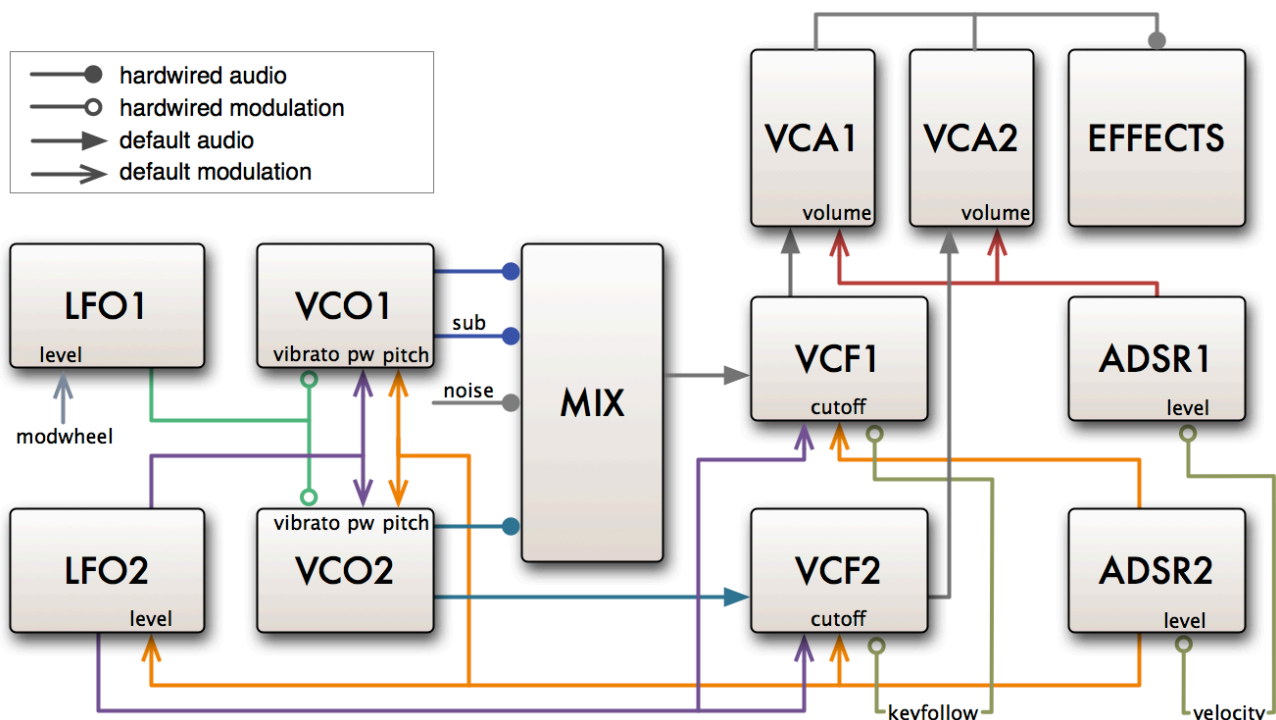 hardwired audio
hardwired modulation
default audio
default modulation
VCA1
volume
VCA2
volume
EFFECTS
LFO1
level
modwheel
VCO1
vibrato pw pitch
sub
noise
MIX
VCF1
cutoff
ADSR1
level
LFO2
level
vibrato pw pitch
VCO2
VCF2
cutoff
ADSR2
level
keyfollow
velocity